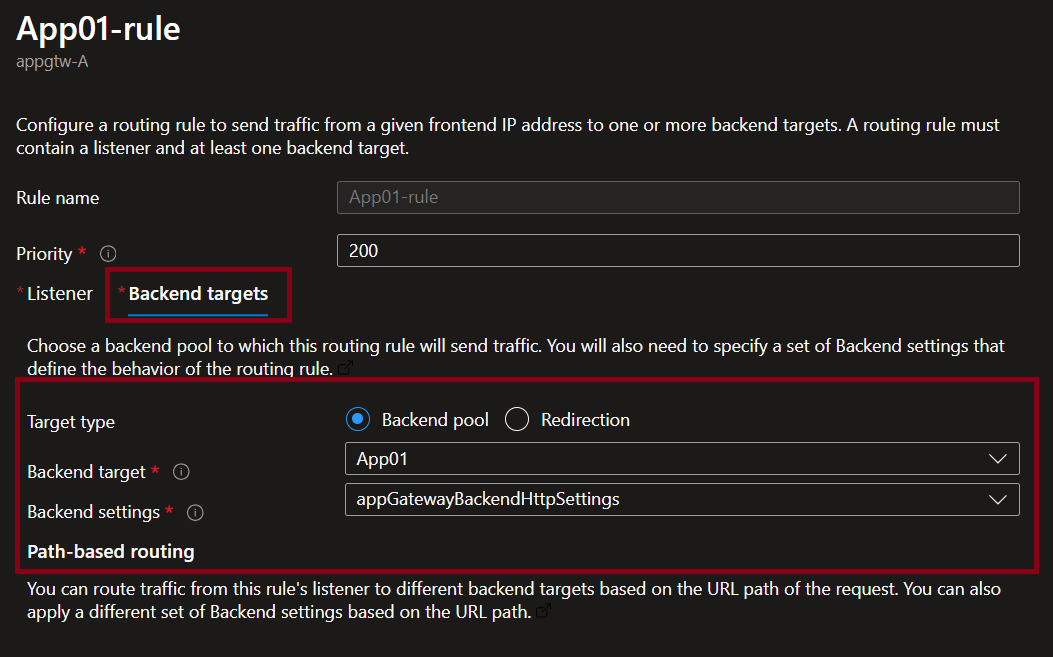 App01-rule
appgtw-A
Configure a routing rule to send traffic from a given frontend IP address to one or more backend targets. A routing rule must
contain a listener and at least one backend target.
Rule name
App01-rule
Priority *
200
* Listener
* Backend targets
Choose a backend pool to which this routing rule will send traffic. You will also need to specify a set of Backend settings that
define the behavior of the routing rule.
Target type
Backend pool
Redirection
Backend target *
App01
Backend settings *
appGatewayBackendHttpSettings
Path-based routing
You can route traffic from this rule's listener to different backend targets based on the URL path of the request. You can also
apply a different set of Backend settings based on the URL path.